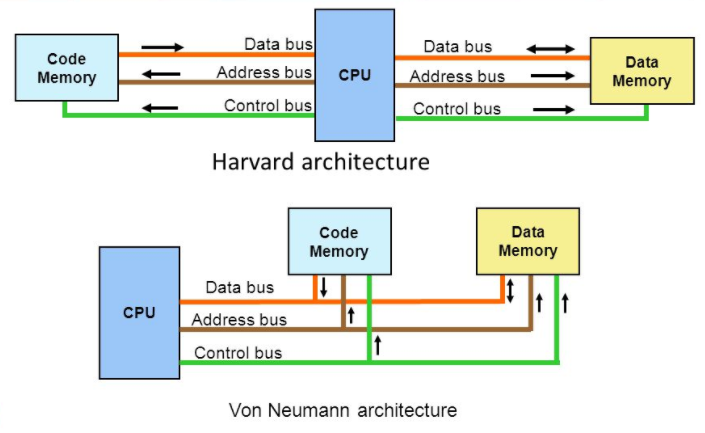 Code
Memory
Data bus
Address bus
Control bus
CPU
Data bus
Address bus
Control bus
Data
Memory
Harvard architecture
CPU
Data bus
Address bus
Control bus
Code
Memory
Data
Memory
Von Neumann architecture